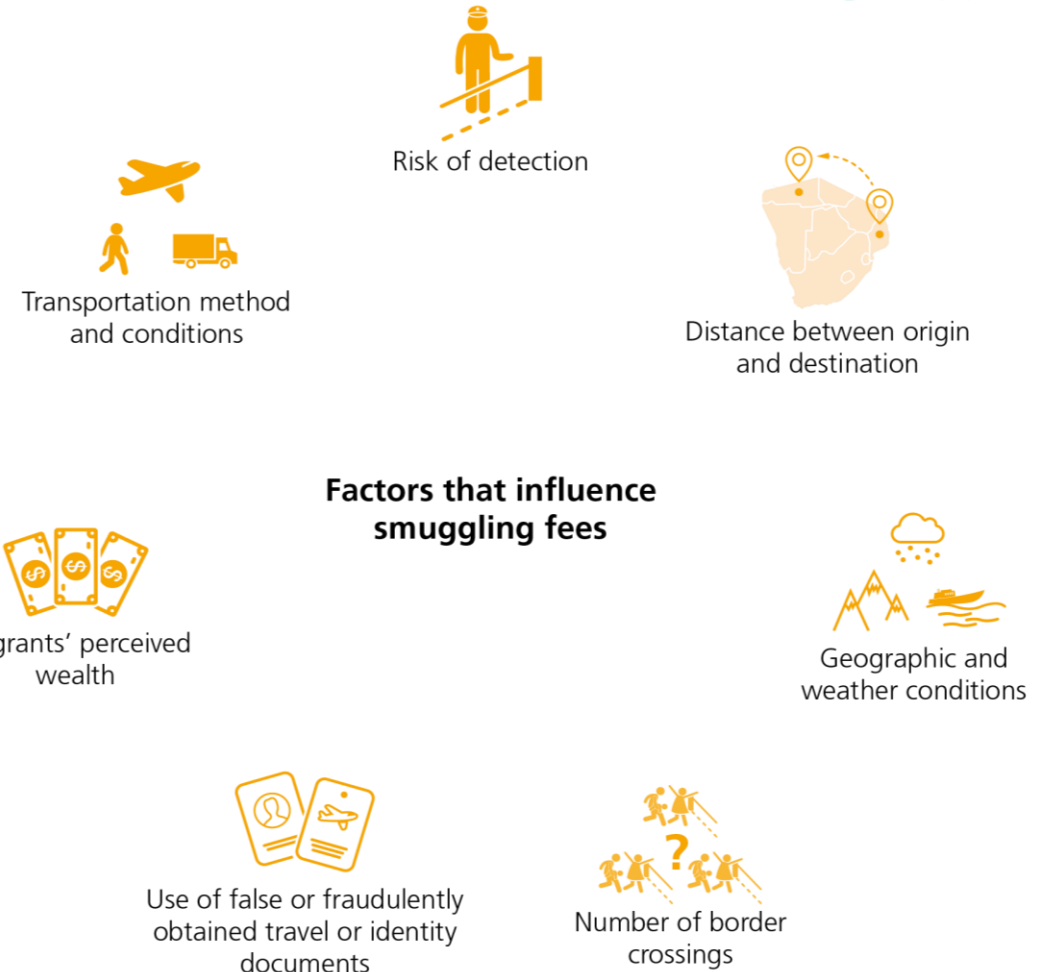 Risk of detection
Transportation method
and conditions
Distance between origin
and destination
Factors that influence
smuggling fees
grants' perceived
wealth
Geographic and
weather conditions
Use of false or fraudulently
obtained travel or identity
documents
?
Number of border
crossings